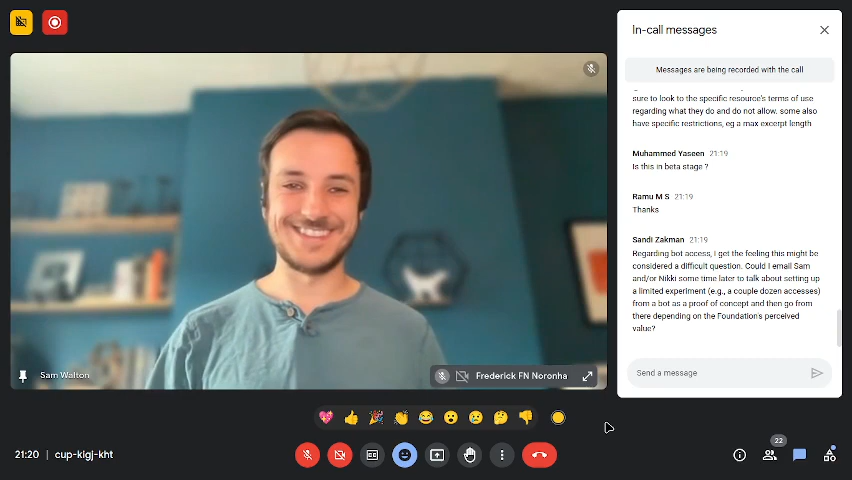 In-call messages
Messages are being recorded with the call
sure to look to the specific resource's terms of use
regarding what they do and do not allow. some also
have specific restrictions, eg a max excerpt length
Muhammed Yaseen 21:19
Is this in beta stage ?
Ramu M S 21:19
Thanks
Sandi Zakman 21:19
Regarding bot access, I get the feeling this might be
considered a difficult question. Could I email Sam
and/or Nikki some time later to talk about setting up
a limited experiment (e.g., a couple dozen accesses)
from a bot as a proof of concept and then go from
there depending on the Foundation's perceived
value?
Send a message
Sam Walton
Frederick FN Noronha
21:20 | cup-klgj-kht
22